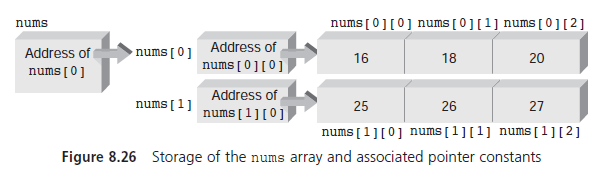 nums
nums[0][0] nums[0][1] nums[0][2]
Address of
nums[0]
nums[0]
Address of
nums[0][0]
16 18 20
nums[1]
Address of
nums[1][0]
25 26 27
nums[1][0] nums[1][1] nums[1][2]
Figure 8.26 Storage of the nums array and associated pointer constants